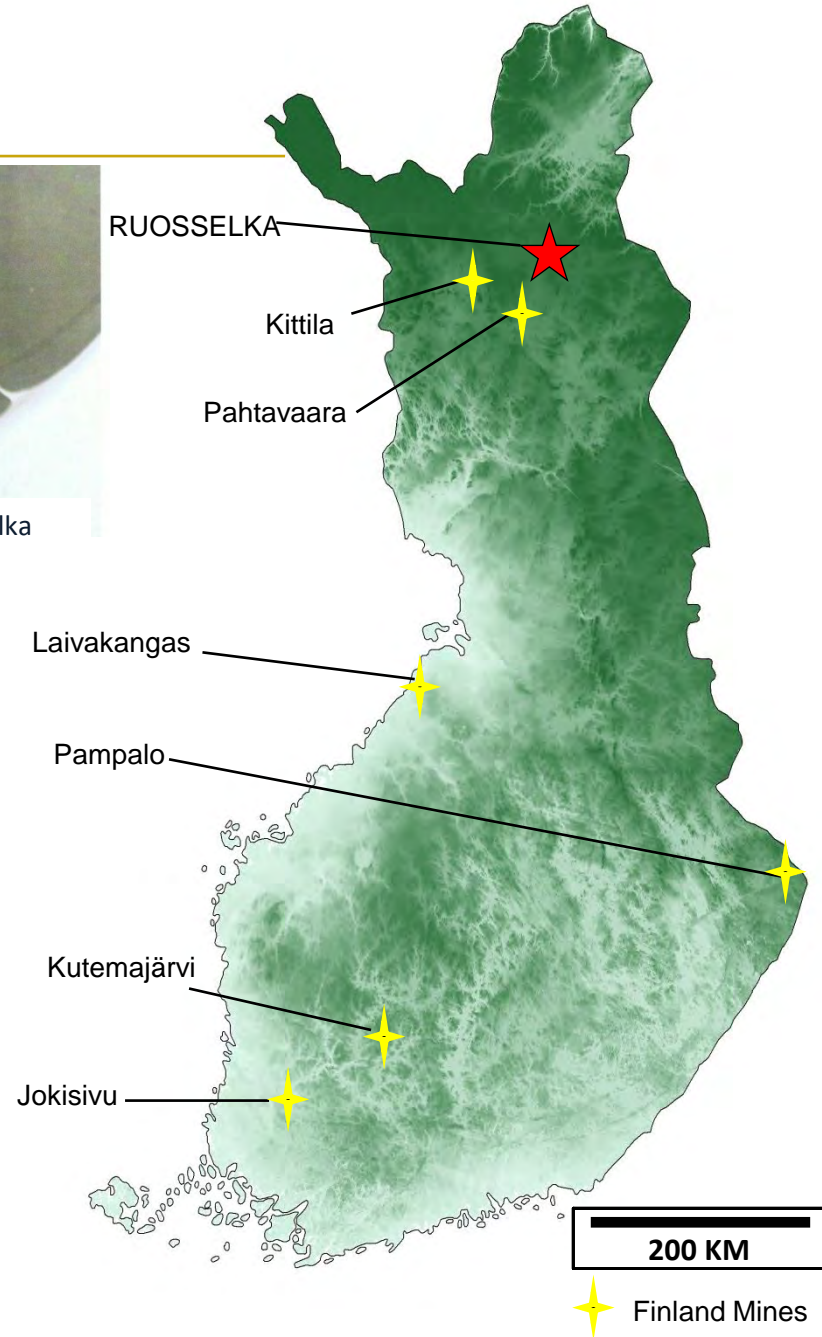 RUOSSELKA
Kittila
Pahtavaara
lka
Laivakangas
Pampalo
Kutemajärvi
Jokisivu
200 KM
Finland Mines